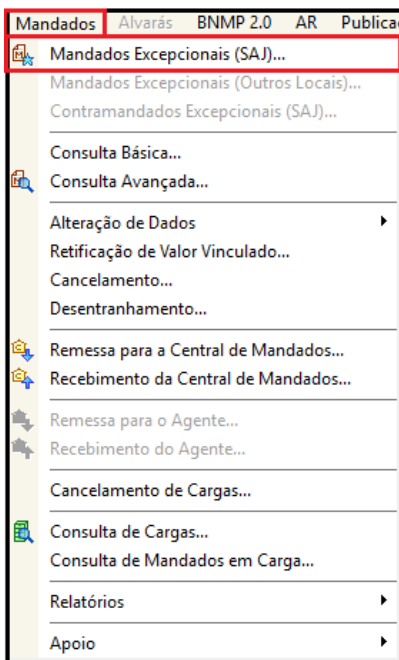 Mandados Alvarás BNMP 2.0 AR Publica
Mandados Excepcionais (SAJ)...
Mandados Excepcionais (Outros Locais)...
Contramandados Excepcionais (SAJ)...
Consulta Básica...
Consulta Avançada...
Alteração de Dados
Retificação de Valor Vinculado...
Cancelamento...
Desentranhamento...
Remessa para a Central de Mandados...
Recebimento da Central de Mandados...
Remessa para o Agente...
Recebimento do Agente...
Cancelamento de Cargas...
Consulta de Cargas...
Consulta de Mandados em Carga...
Relatórios
Apoio